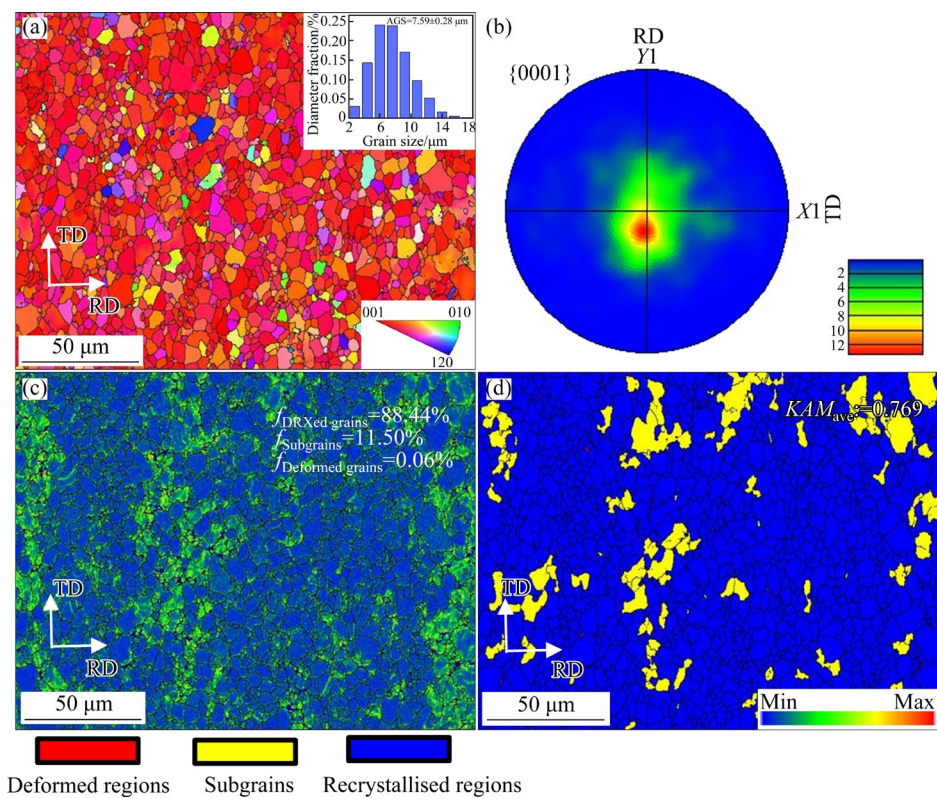 (a)
AGS=7.59±0.28 μm
Diameter fraction/%
0.25
0.20
0.15
0.10
0.05
0
2 6 10 14 18
Grain size/μm
TD
RD
50 μm
001 010
120
(b)
RD
Y1
{0001}
X1
TD
2
4
6
8
10
12
(c)
fDRXed grains=88.44%
fSubgrains=11.50%
fDeformed grains=0.06%
TD
RD
50 μm
(d)
KAMave:=0.769
TD
RD
50 μm
Min Max
Deformed regions Subgrains Recrystallised regions